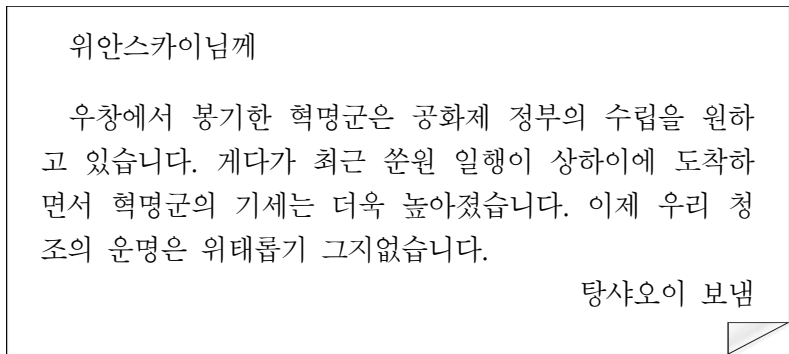 위안스카이님께
우창에서 봉기한 혁명군은 공화제 정부의 수립을 원하
고 있습니다. 게다가 최근 쑨원 일행이 상하이에 도착하
면서 혁명군의 기세는 더욱 높아졌습니다. 이제 우리 청
조의 운명은 위태롭기 그지없습니다.
탕샤오이 보냄